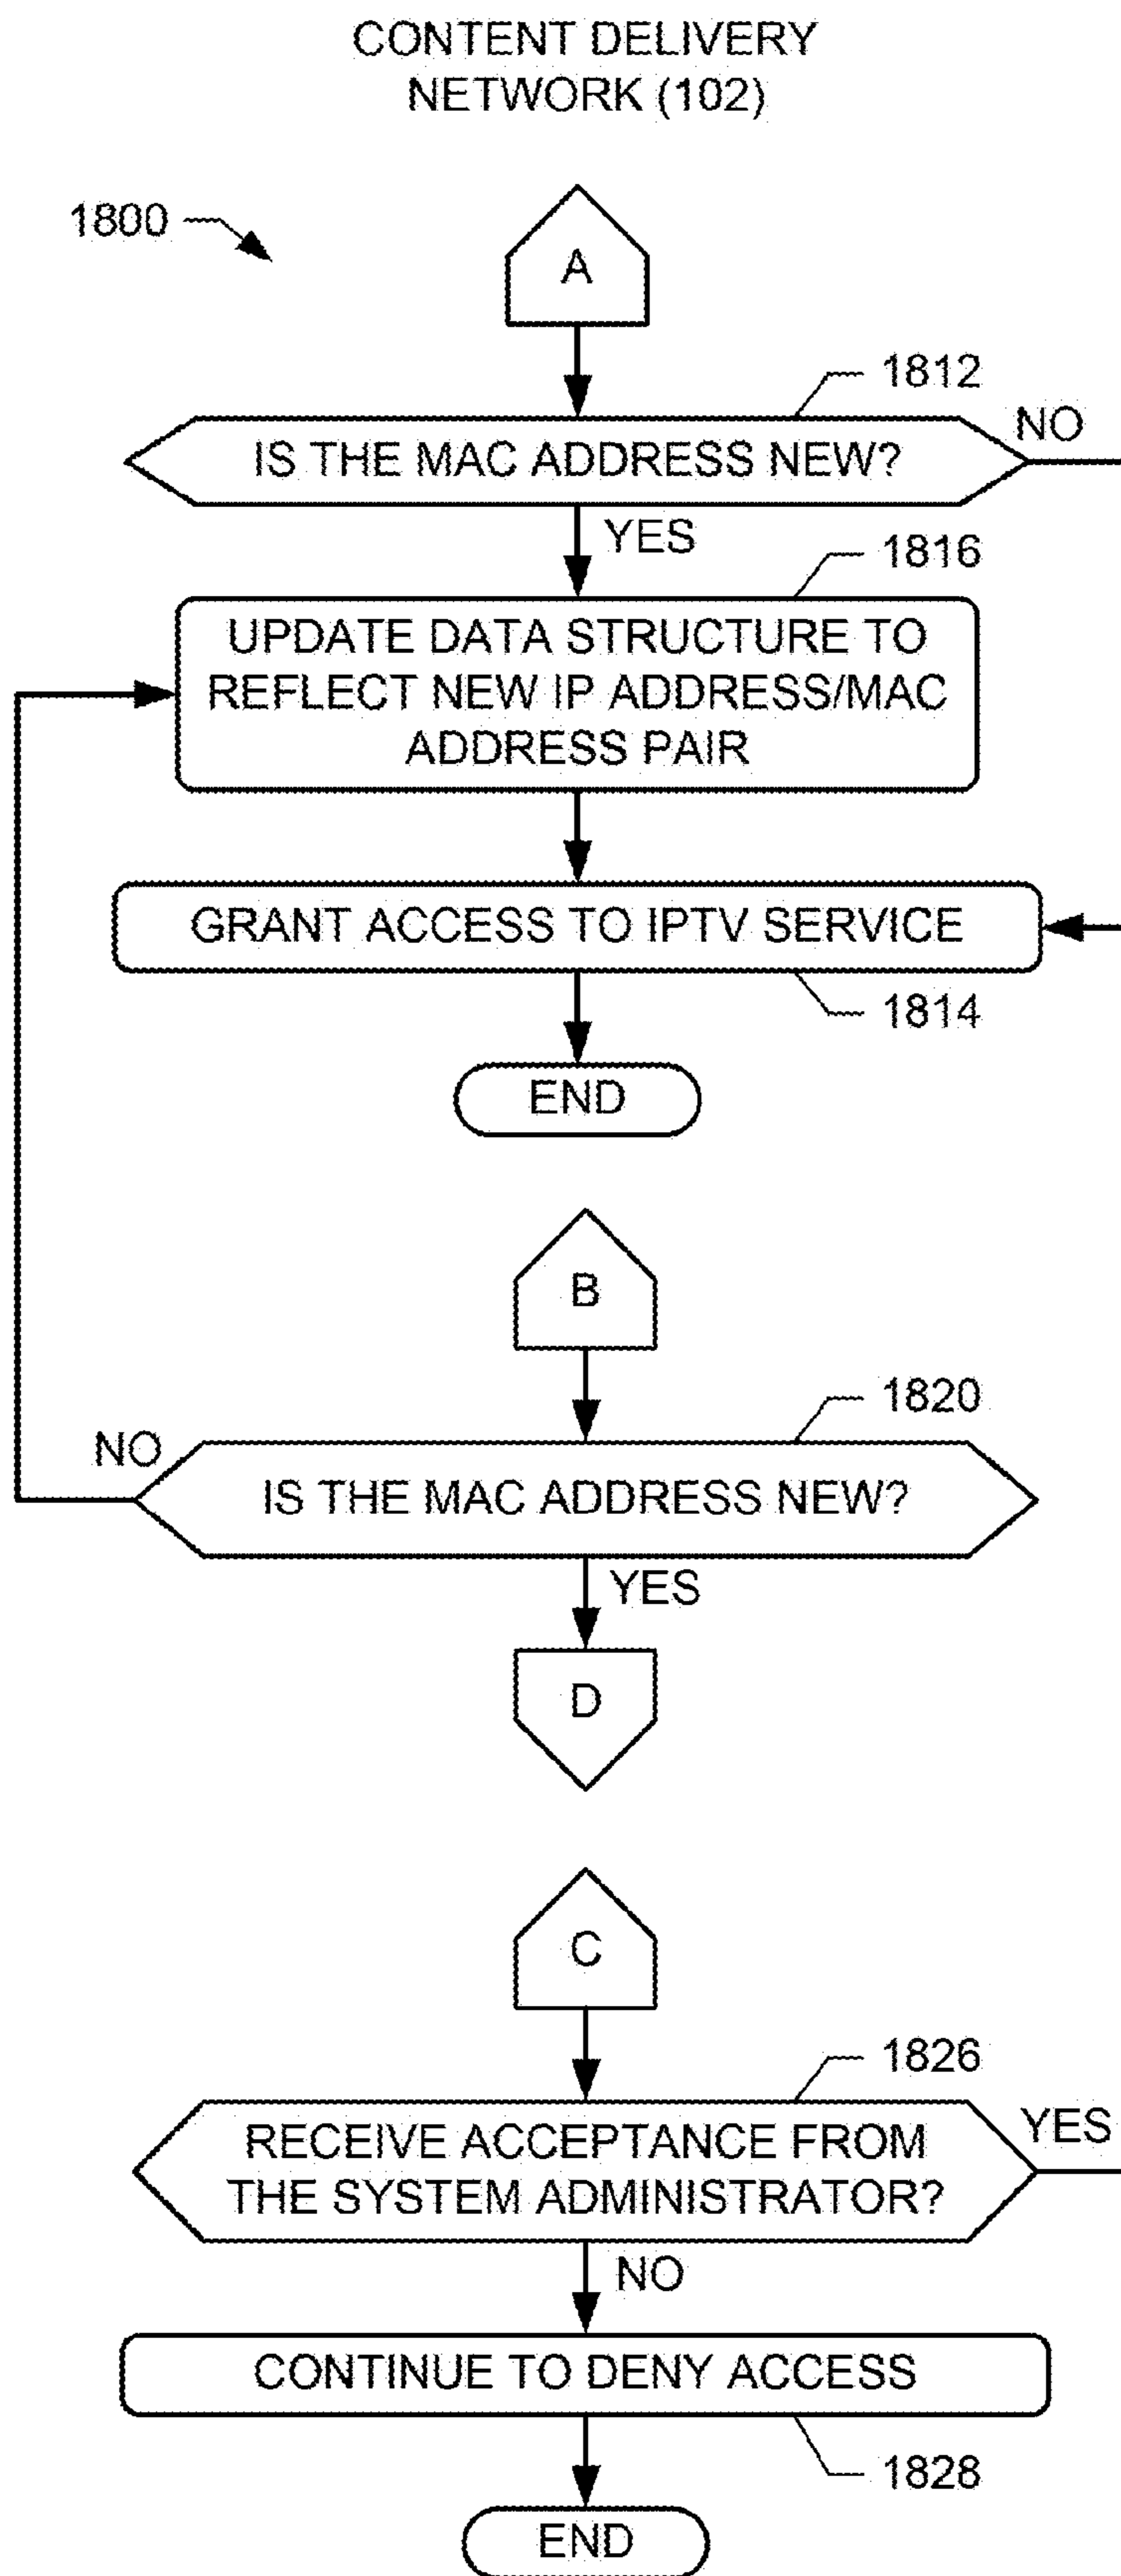 CONTENT DELIVERY
NETWORK (102)
1800
A
1812
IS THE MAC ADDRESS NEW?
NO
YES
1816
UPDATE DATA STRUCTURE TO
REFLECT NEW IP ADDRESS/MAC
ADDRESS PAIR
GRANT ACCESS TO IPTV SERVICE
1814
END
B
1820
NO
IS THE MAC ADDRESS NEW?
YES
D
C
1826
RECEIVE ACCEPTANCE FROM
THE SYSTEM ADMINISTRATOR?
YES
NO
CONTINUE TO DENY ACCESS
1828
END